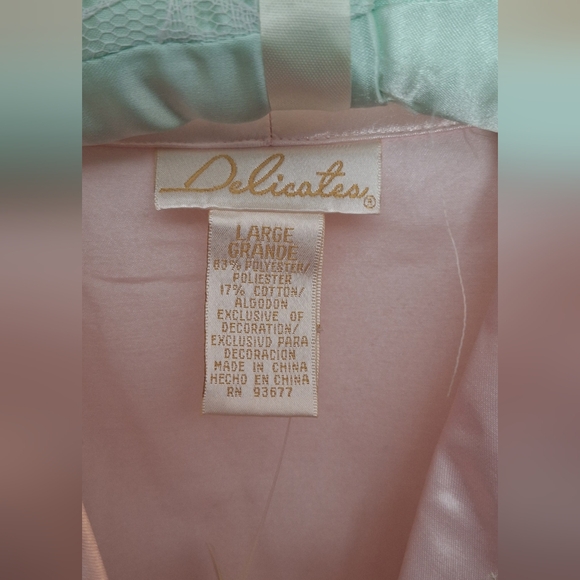 Delicates®
LARGE
GRANDE
83% POLYESTER/
POLIESTER
17% COTTON/
ALGODON
EXCLUSIVE OF
DECORATION/
EXCLUSIVO PARA
DECORACION
MADE IN CHINA
HECHO EN CHINA
RN 93677